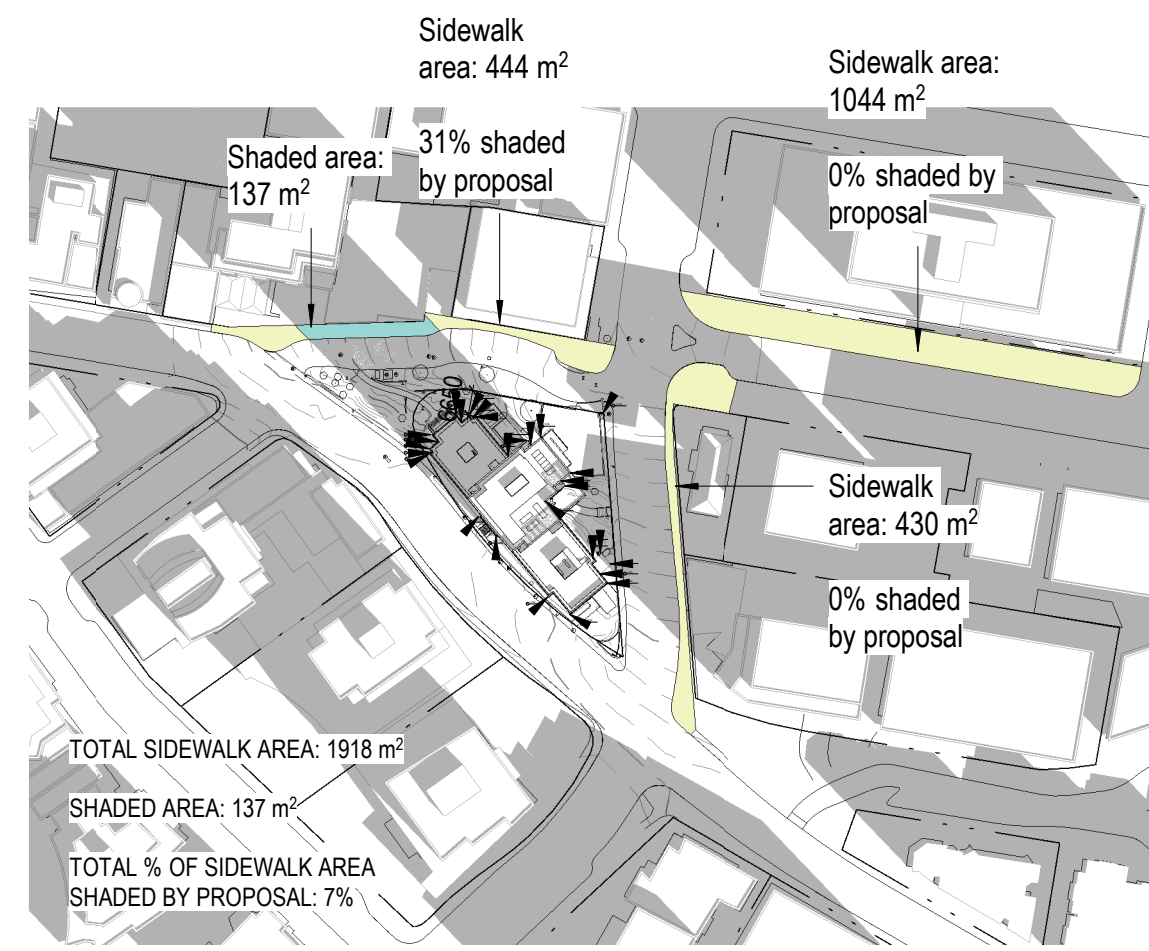 Sidewalk
area: 444 m²
31% shaded
by proposal
Sidewalk area:
1044 m²
0% shaded by
proposal
Shaded area:
137 m²
6650
Sidewalk
area: 430 m²
0% shaded
by proposal
TOTAL SIDEWALK AREA: 1918 m²
SHADED AREA: 137 m²
TOTAL % OF SIDEWALK AREA
SHADED BY PROPOSAL: 7%